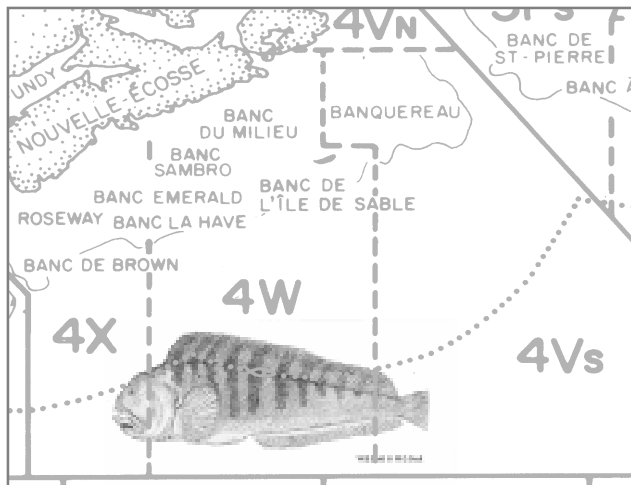 4VN
3Ps
BANC DE
ST-PIERRE
BANC À
UNDY
NOUVELLE-ÉCOSSE
BANC
DU MILIEU
BANQUEREAU
BANC
SAMBRO
BANC EMERALD
BANC DE
L'ÎLE DE SABLE
ROSEWAY
BANC LA HAVE
BANC DE BROWN
4W
4X
4Vs